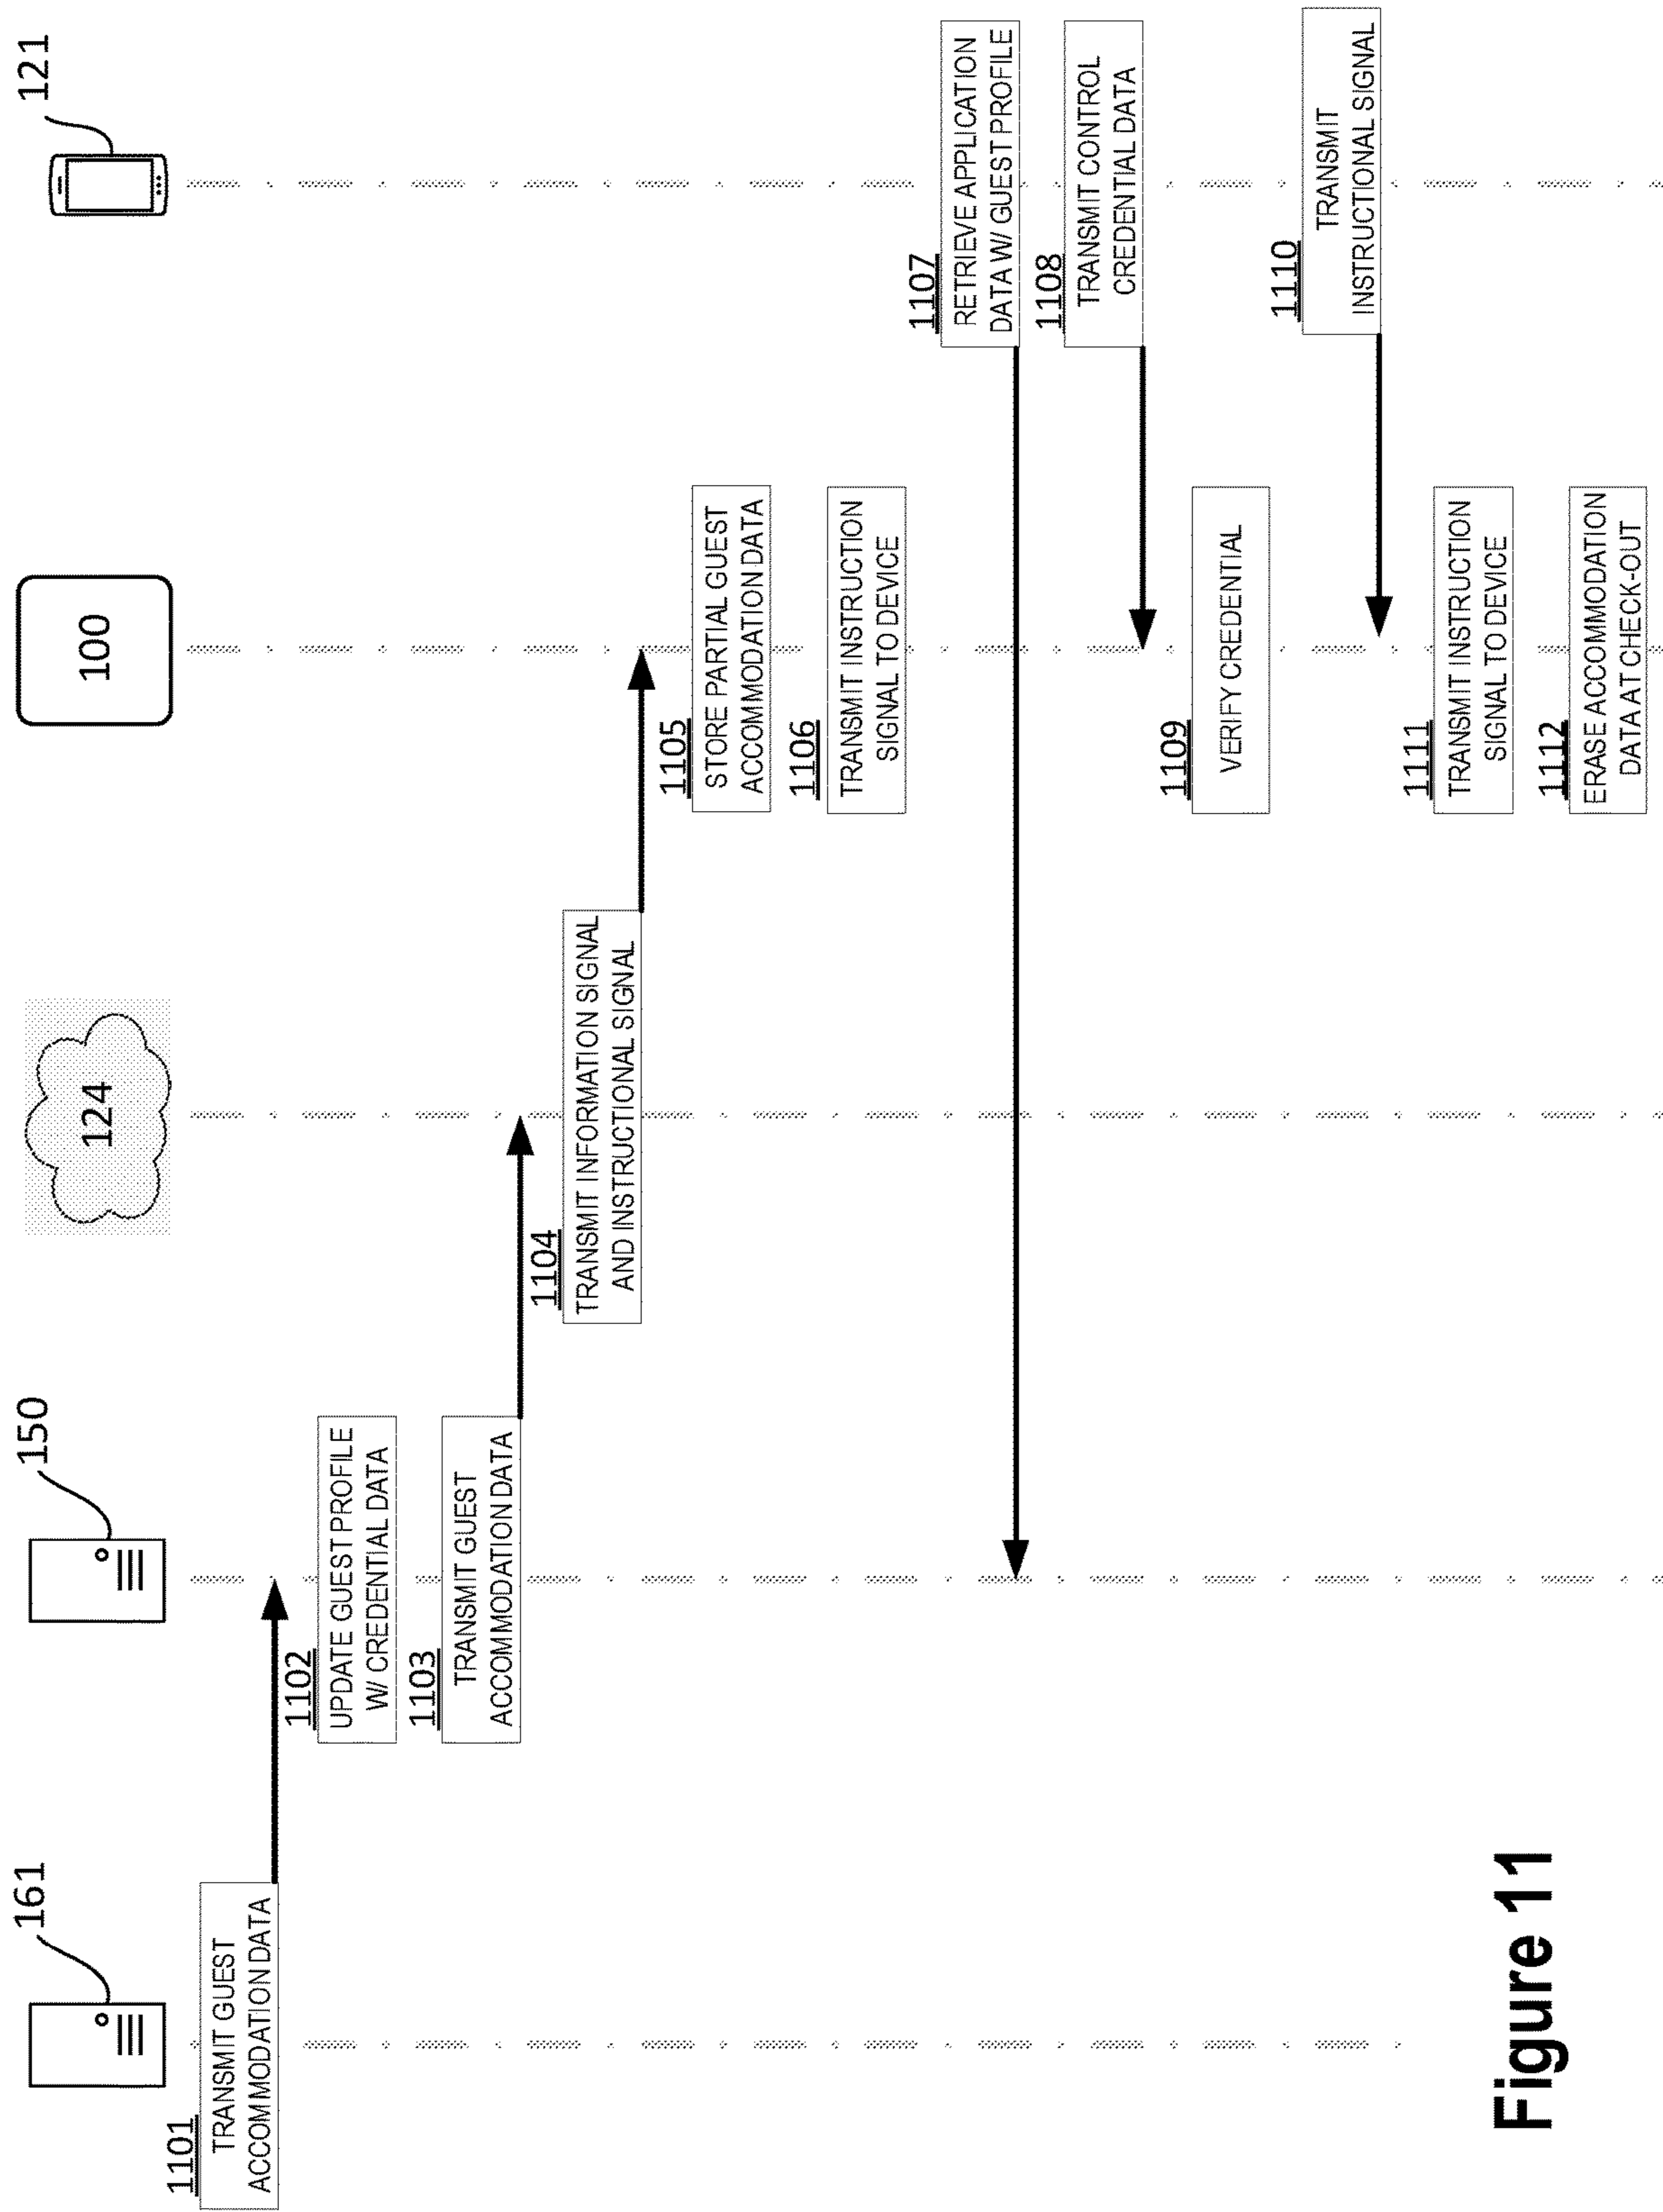 161
150
124
100
121
1101
TRANSMIT GUEST
ACCOMMODATION DATA
1102
UPDATE GUEST PROFILE
W/ CREDENTIAL DATA
1103
TRANSMIT GUEST
ACCOMMODATION DATA
1104
TRANSMIT INFORMATION SIGNAL
AND INSTRUCTIONAL SIGNAL
1105
STORE PARTIAL GUEST
ACCOMMODATION DATA
1106
TRANSMIT INSTRUCTION
SIGNAL TO DEVICE
1107
RETRIEVE APPLICATION
DATA W/ GUEST PROFILE
1108
TRANSMIT CONTROL
CREDENTIAL DATA
1109
VERIFY CREDENTIAL
1110
TRANSMIT
INSTRUCTIONAL SIGNAL
1111
TRANSMIT INSTRUCTION
SIGNAL TO DEVICE
1112
ERASE ACCOMMODATION
DATA AT CHECK-OUT
Figure 11